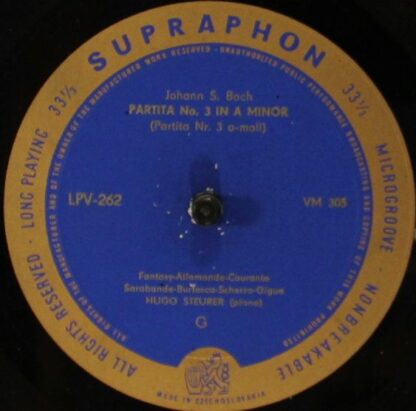 SUPRAPHON
ALL RIGHTS RESERVED · LONG PLAYING 33⅓
33⅓ MICROGROOVE · NONBREAKABLE
ALL RIGHTS OF THE MANUFACTURER AND OF THE OWNER OF THE MANUFACTURED WORK RESERVED · UNAUTHORIZED PUBLIC PERFORMANCE BROADCASTING AND COPYING OF THIS WORK PROHIBITED
Johann S. Bach
PARTITA No. 3 IN A MINOR
(Partita Nr. 3 a-moll)
LPV-262
VM 305
Fantasy-Allemande-Courante
Sarabande-Burlesca-Scherzo-Gigue
HUGO STEURER (piano)
G
MADE IN CZECHOSLOVAKIA